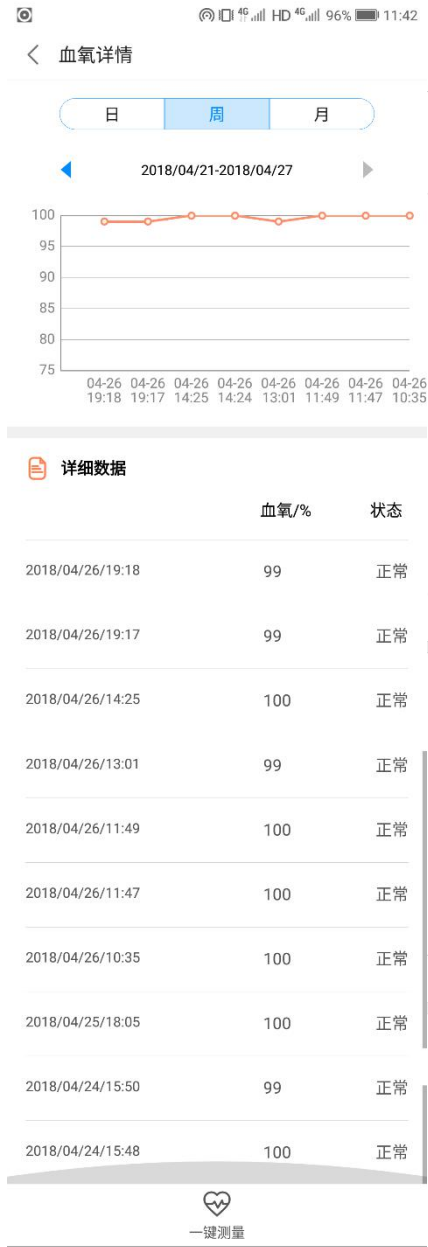 4G HD 4G 96% 11:42
血氧详情
日 周 月
2018/04/21-2018/04/27
100
95
90
85
80
75
04-26 04-26 04-26 04-26 04-26 04-26 04-26 04-26
19:18 19:17 14:25 14:24 13:01 11:49 11:47 10:35
详细数据
血氧/% 状态
2018/04/26/19:18 99 正常
2018/04/26/19:17 99 正常
2018/04/26/14:25 100 正常
2018/04/26/13:01 99 正常
2018/04/26/11:49 100 正常
2018/04/26/11:47 100 正常
2018/04/26/10:35 100 正常
2018/04/25/18:05 100 正常
2018/04/24/15:50 99 正常
2018/04/24/15:48 100 正常
一键测量